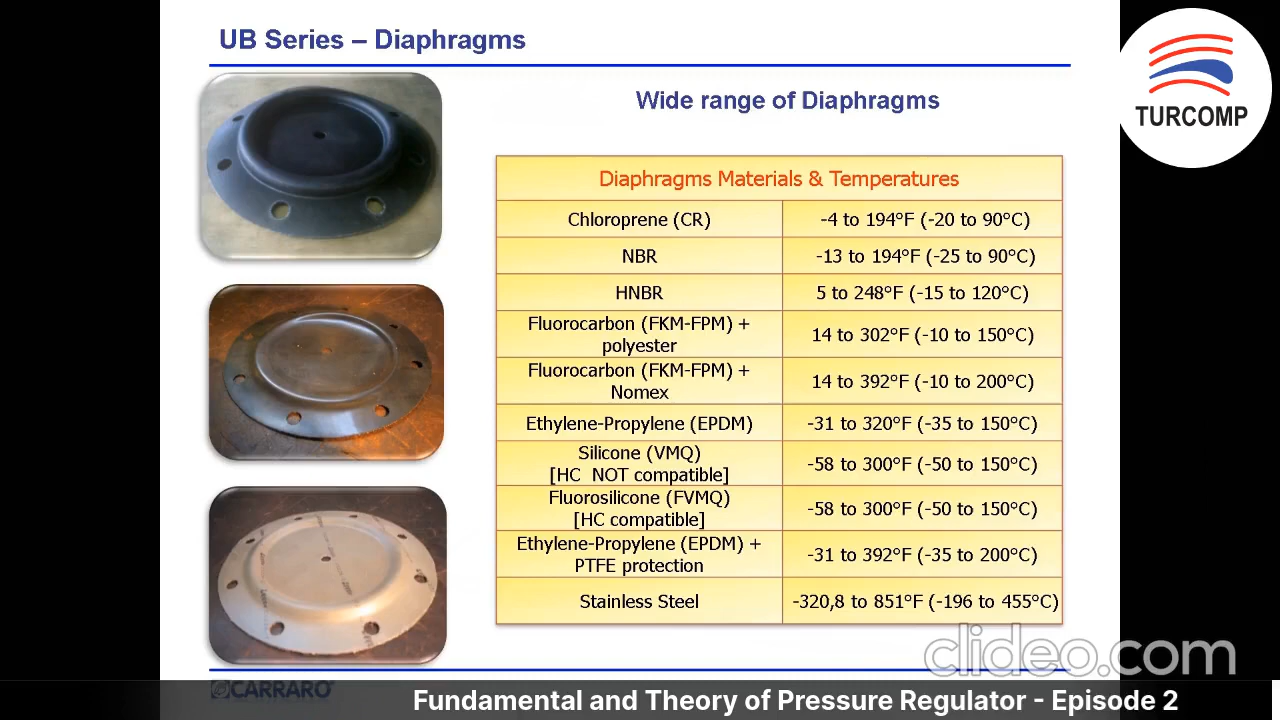 UB Series – Diaphragms
TURCOMP
Wide range of Diaphragms
Diaphragms Materials & Temperatures
Chloroprene (CR) -4 to 194°F (-20 to 90°C)
NBR -13 to 194°F (-25 to 90°C)
HNBR 5 to 248°F (-15 to 120°C)
Fluorocarbon (FKM-FPM) +
polyester 14 to 302°F (-10 to 150°C)
Fluorocarbon (FKM-FPM) +
Nomex 14 to 392°F (-10 to 200°C)
Ethylene-Propylene (EPDM) -31 to 320°F (-35 to 150°C)
Silicone (VMQ)
[HC NOT compatible] -58 to 300°F (-50 to 150°C)
Fluorosilicone (FVMQ)
[HC compatible] -58 to 300°F (-50 to 150°C)
Ethylene-Propylene (EPDM) +
PTFE protection -31 to 392°F (-35 to 200°C)
Stainless Steel -320,8 to 851°F (-196 to 455°C)
clideo.com
CARRARO
Fundamental and Theory of Pressure Regulator - Episode 2